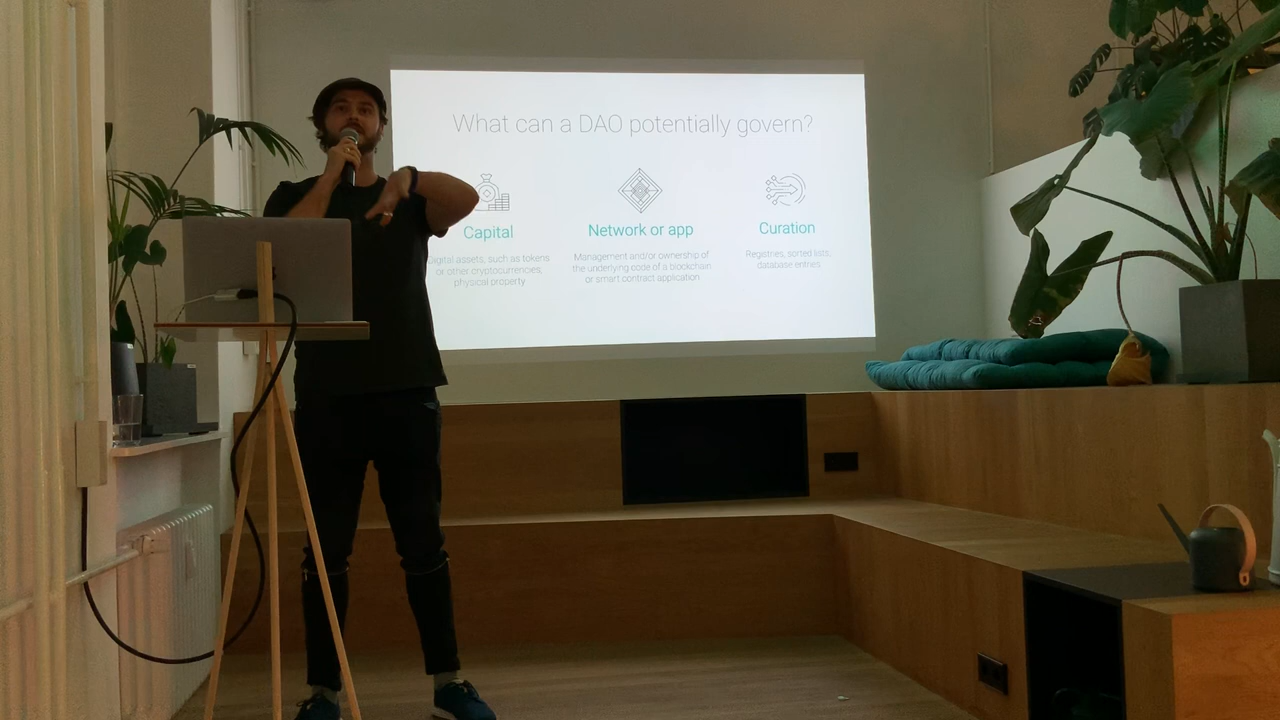 What can a DAO potentially govern?
Capital
Digital assets, such as tokens
or other cryptocurrencies;
physical property
Network or app
Management and/or ownership of
the underlying code of a blockchain
or smart contract application
Curation
Registries, sorted lists,
database entries